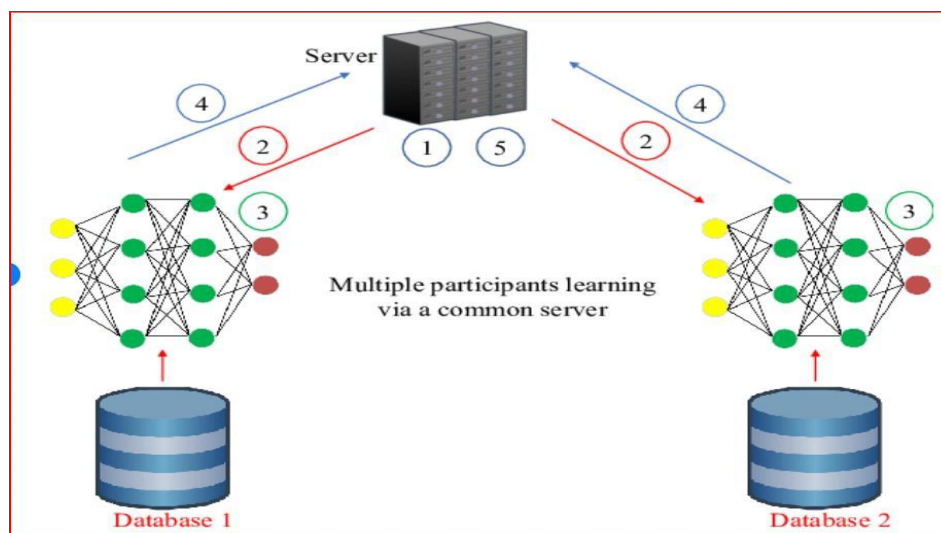 Server
4
2
1
5
2
4
3
3
Multiple participants learning
via a common server
Database 1
Database 2